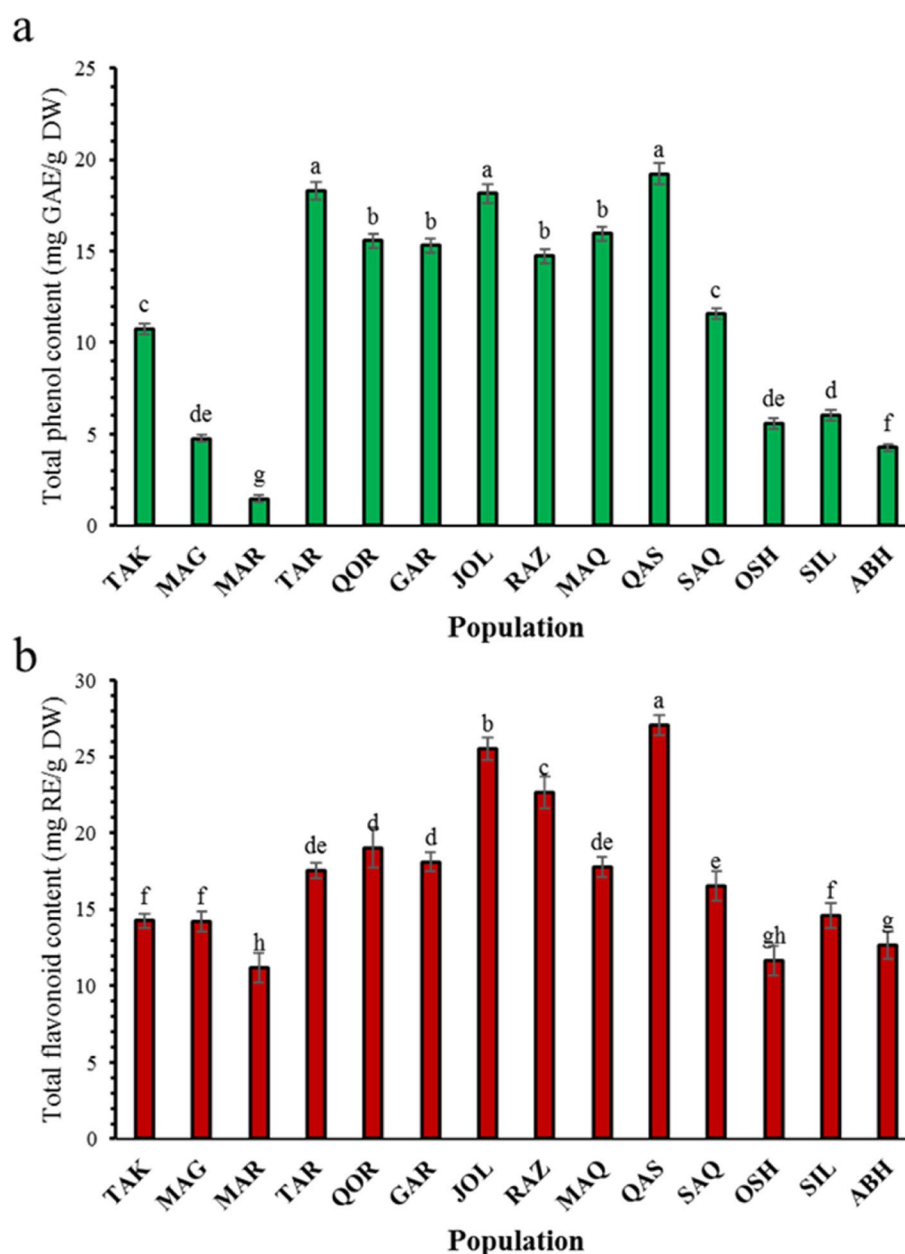 a
Total phenol content (mg GAE/g DW)
25
20
15
10
5
0
c
de
g
a
b
b
a
b
b
a
c
de
d
f
TAK MAG MAR TAR QOR GAR JOL RAZ MAQ QAS SAQ OSH SIL ABH
Population
b
Total flavonoid content (mg RE/g DW)
30
25
20
15
10
5
0
f
f
h
de
d
d
b
c
de
a
e
gh
f
g
TAK MAG MAR TAR QOR GAR JOL RAZ MAQ QAS SAQ OSH SIL ABH
Population